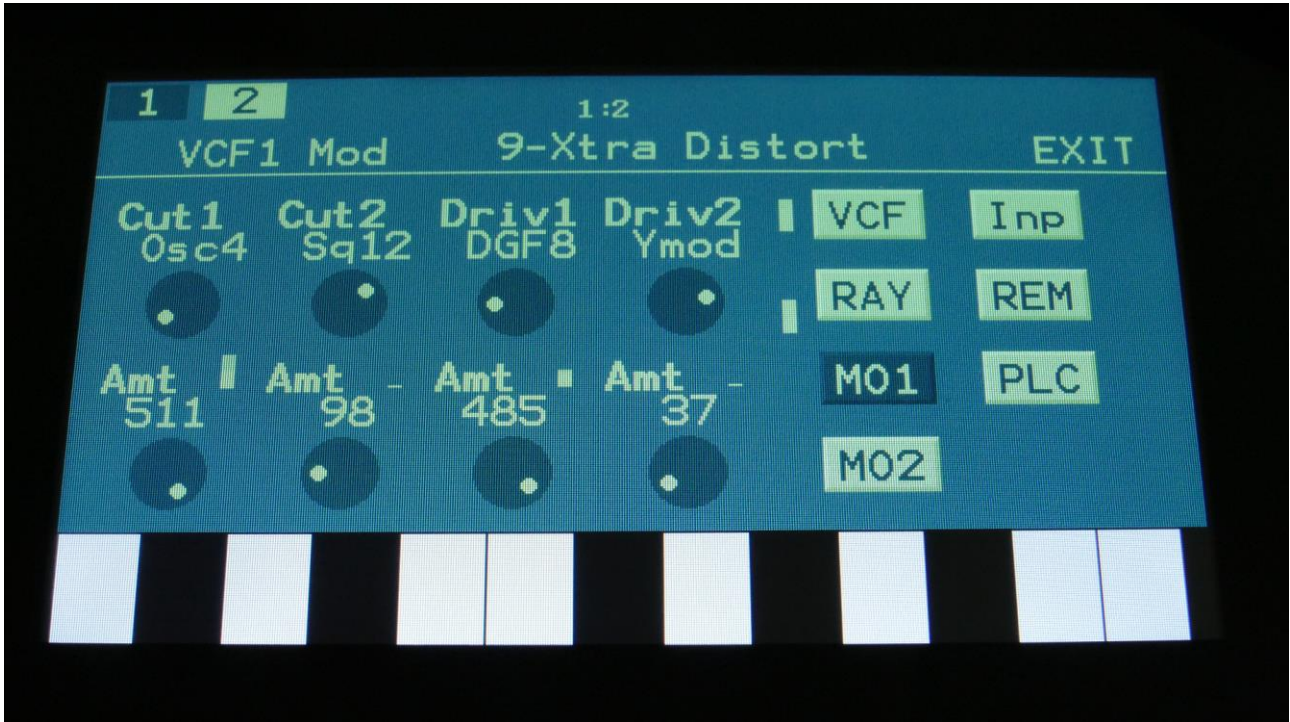 1 2 1:2
VCF1 Mod 9-Xtra Distort EXIT
Cut1 Cut2 Driv1 Driv2 VCF Inp
Osc4 Sq12 DGF8 Ymod
RAY REM
Amt Amt Amt Amt MO1 PLC
511 98 485 37
MO2